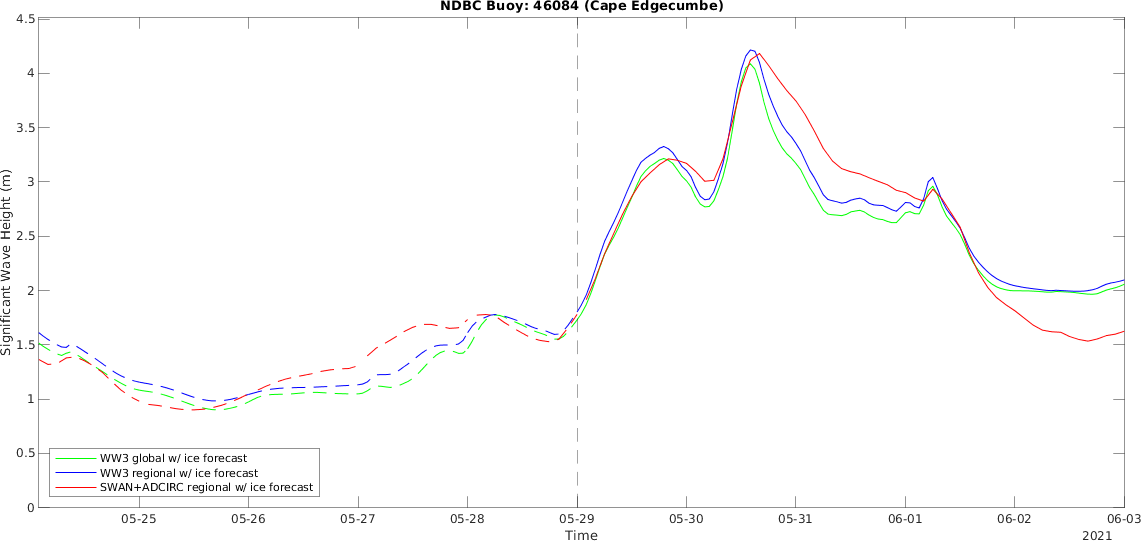 NDBC Buoy: 46084 (Cape Edgecumbe)
Significant Wave Height (m)
4.5
4
3.5
3
2.5
2
1.5
1
0.5
0
WW3 global w/ ice forecast
WW3 regional w/ ice forecast
SWAN+ADCIRC regional w/ ice forecast
05-25 05-26 05-27 05-28 05-29 05-30 05-31 06-01 06-02 06-03
Time
2021